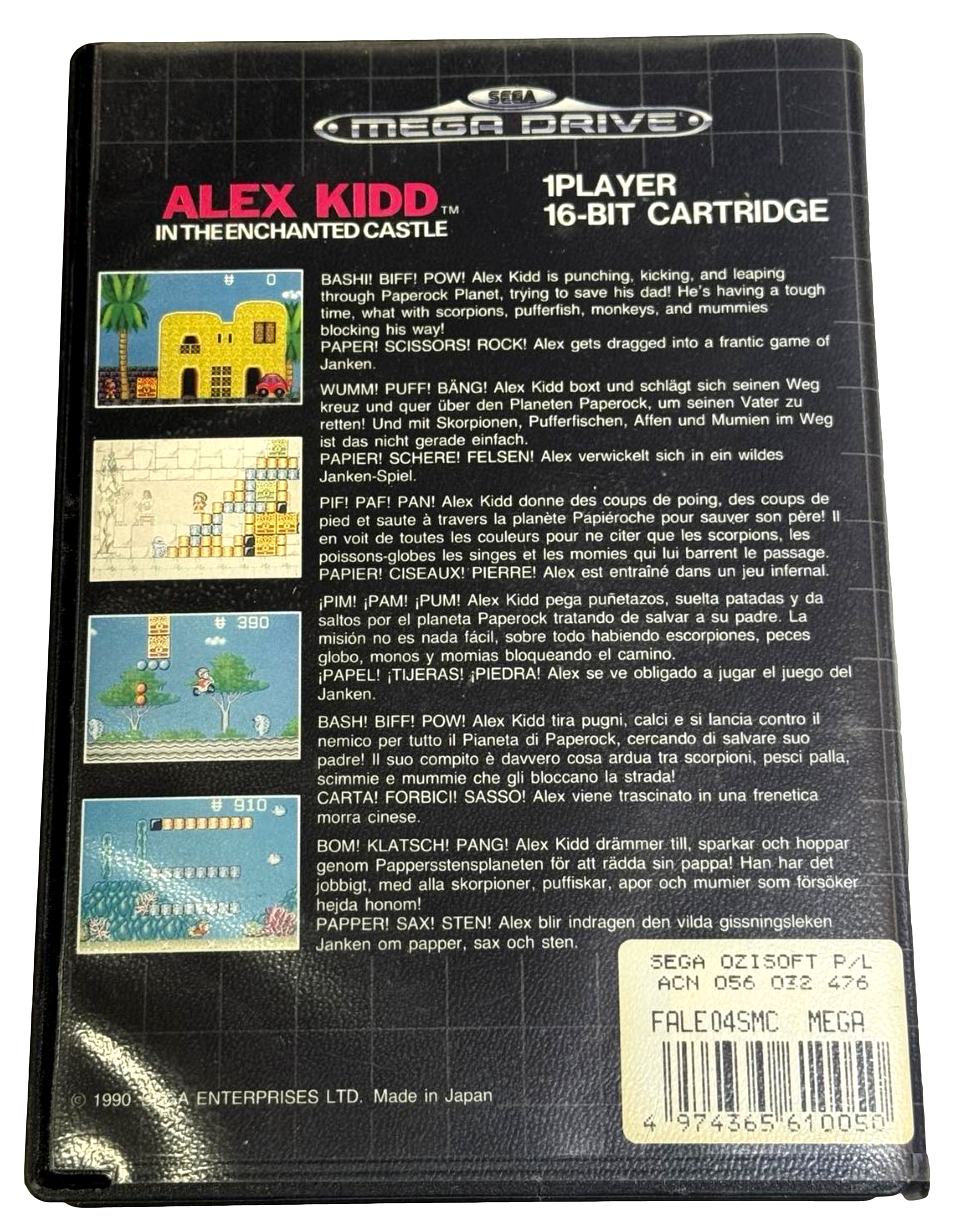 SEGA
MEGA DRIVE
ALEX KIDD™
IN THE ENCHANTED CASTLE
1PLAYER
16-BIT CARTRIDGE
0
BASHI! BIFF! POW! Alex Kidd is punching, kicking, and leaping
through Paperock Planet, trying to save his dad! He's having a tough
time, what with scorpions, pufferfish, monkeys, and mummies
blocking his way!
PAPER! SCISSORS! ROCK! Alex gets dragged into a frantic game of
Janken.
WUMM! PUFF! BÄNG! Alex Kidd boxt und schlägt sich seinen Weg
kreuz und quer über den Planeten Paperock, um seinen Vater zu
retten! Und mit Skorpionen, Pufferfischen, Affen und Mumien im Weg
ist das nicht gerade einfach.
PAPIER! SCHERE! FELSEN! Alex verwickelt sich in ein wildes
Janken-Spiel.
PIF! PAF! PAN! Alex Kidd donne des coups de poing, des coups de
pied et saute à travers la planète Papiéroche pour sauver son père! Il
en voit de toutes les couleurs pour ne citer que les scorpions, les
poissons-globes les singes et les momies qui lui barrent le passage.
PAPIER! CISEAUX! PIERRE! Alex est entraîné dans un jeu infernal.
390
¡PIM! ¡PAM! ¡PUM! Alex Kidd pega puñetazos, suelta patadas y da
saltos por el planeta Paperock tratando de salvar a su padre. La
misión no es nada fácil, sobre todo habiendo escorpiones, peces
globo, monos y momias bloqueando el camino.
¡PAPEL! ¡TIJERAS! ¡PIEDRA! Alex se ve obligado a jugar el juego del
Janken.
BASH! BIFF! POW! Alex Kidd tira pugni, calci e si lancia contro il
nemico per tutto il Pianeta di Paperock, cercando di salvare suo
padre! Il suo compito è davvero cosa ardua tra scorpioni, pesci palla,
scimmie e mummie che gli bloccano la strada!
CARTA! FORBICI! SASSO! Alex viene trascinato in una frenetica
morra cinese.
910
BOM! KLATSCH! PANG! Alex Kidd drämmer till, sparkar och hoppar
genom Pappersstensplaneten för att rädda sin pappa! Han har det
jobbigt, med alla skorpioner, puffiskar, apor och mumier som försöker
hejda honom!
PAPPER! SAX! STEN! Alex blir indragen den vilda gissningsleken
Janken om papper, sax och sten.
SEGA OZISOFT P/L
ACN 056 032 476
FALE04SMC MEGA
4 974365 610050
© 1990 SEGA ENTERPRISES LTD. Made in Japan